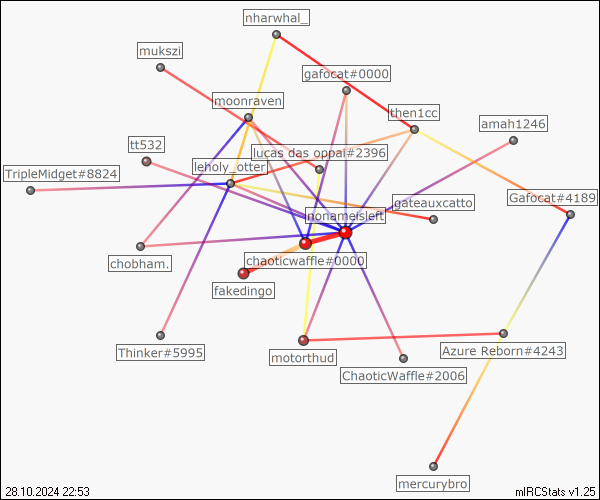 nharwhal_
mukszi
gafocat#0000
moonraven
then1cc
amah1246
tt532
lucas das oppai#2396
TripleMidget#8824
leholy_otter
gateauxcatto
Gafocat#4189
nonameisleft
chobham.
chaoticwaffle#0000
fakedingo
Thinker#5995
motorthud
Azure Reborn#4243
ChaoticWaffle#2006
mercurybro
28.10.2024 22:53
mIRCStats v1.25